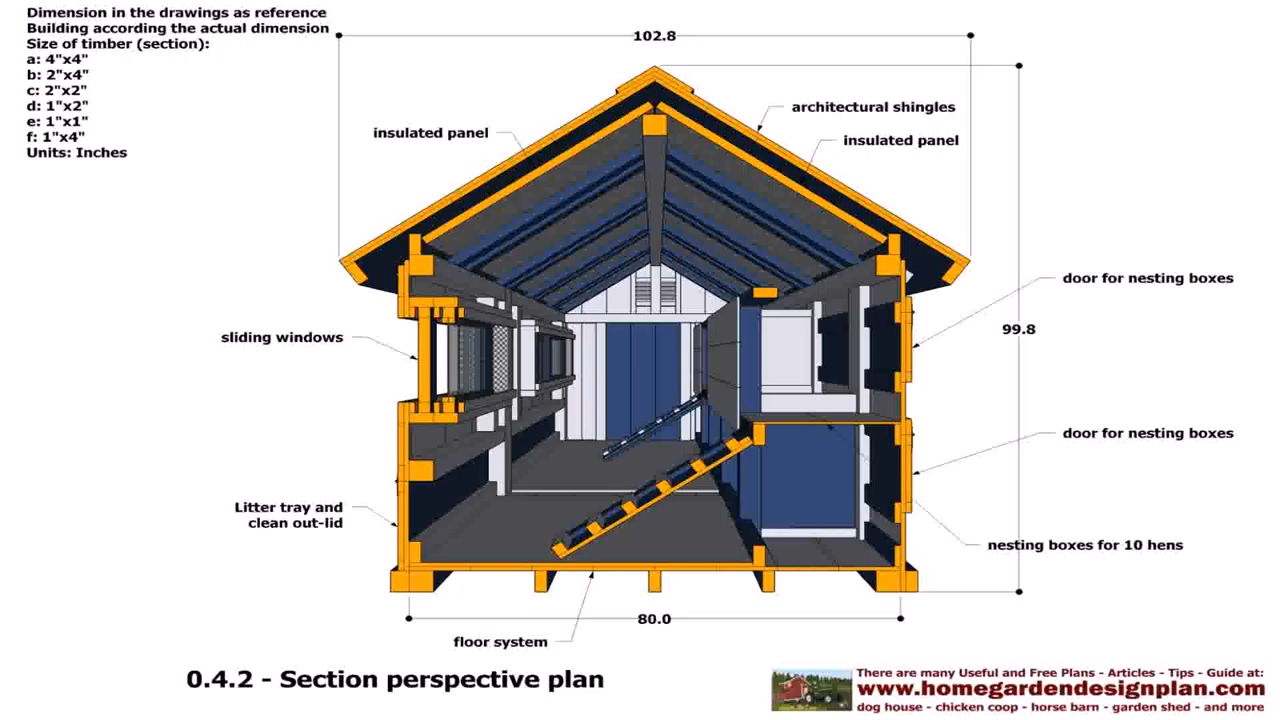 Dimension in the drawings as reference
Building according the actual dimension
Size of timber (section):
a: 4"x4"
b: 2"x4"
c: 2"x2"
d: 1"x2"
e: 1"x1"
f: 1"x4"
Units: Inches
102.8
architectural shingles
insulated panel
insulated panel
door for nesting boxes
99.8
sliding windows
door for nesting boxes
Litter tray and
clean out-lid
nesting boxes for 10 hens
80.0
floor system
0.4.2 - Section perspective plan
There are many Useful and Free Plans - Articles - Tips - Guide at:
www.homegardendesignplan.com
dog house - chicken coop - horse barn - garden shed - and more